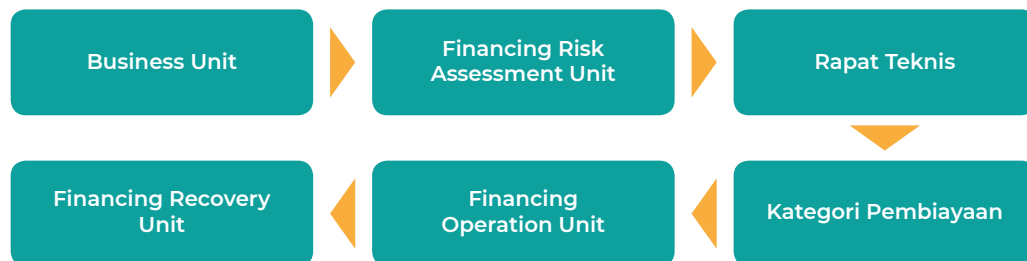 Business Unit
Financing Risk
Assessment Unit
Rapat Teknis
Financing Recovery
Unit
Financing
Operation Unit
Kategori Pembiayaan